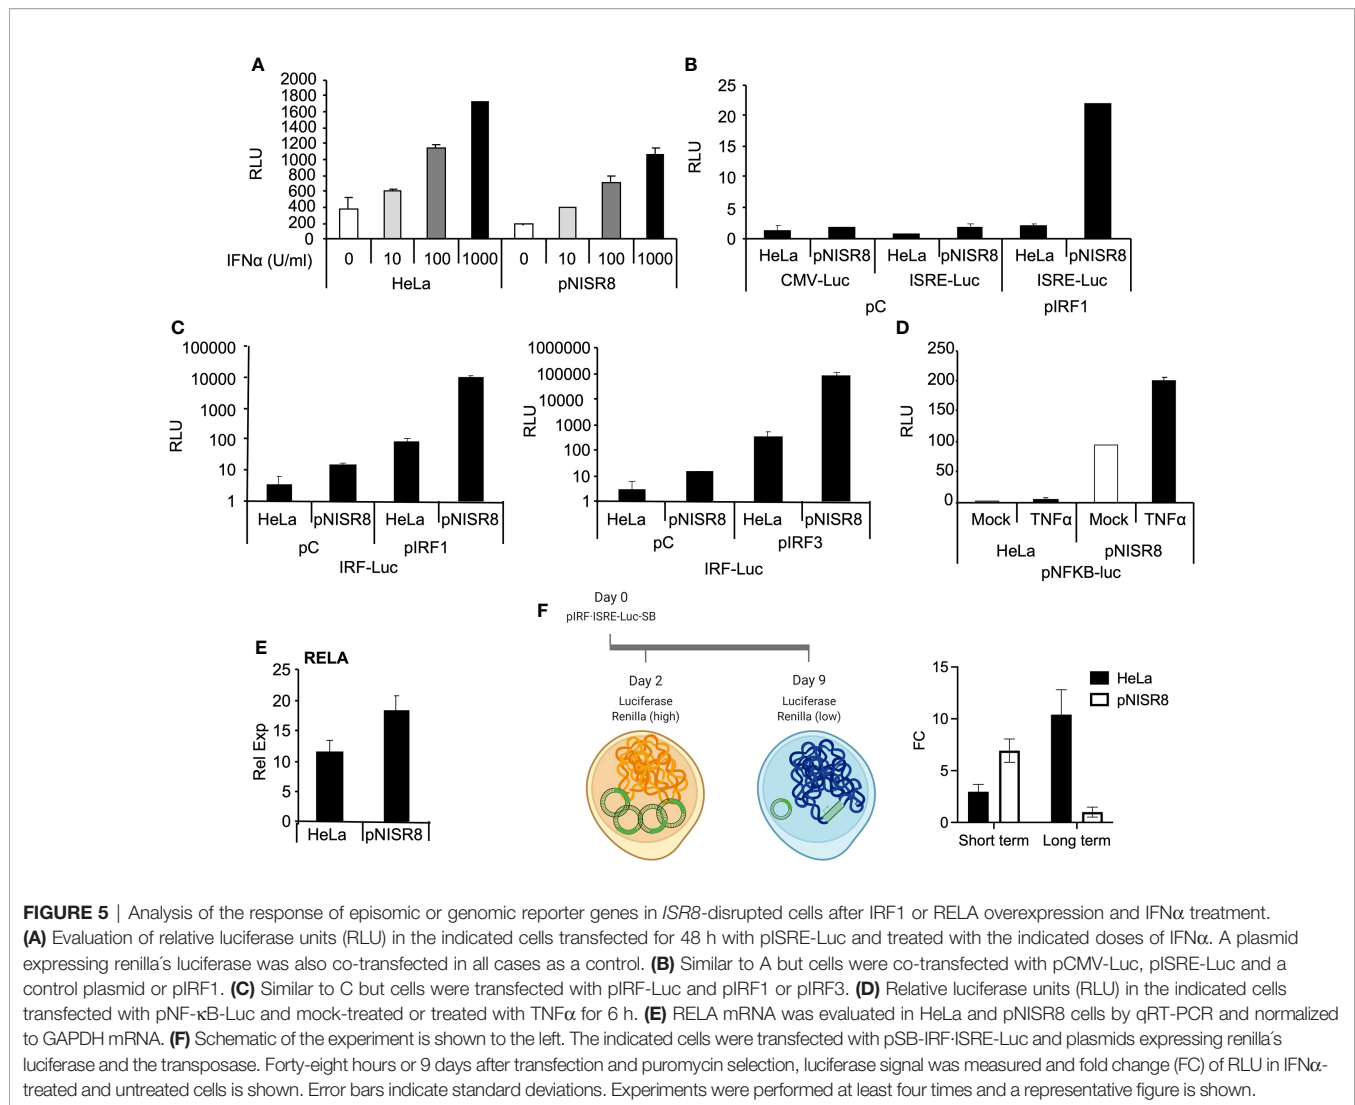 A
2000
1800
1600
1400
1200
1000
800
600
400
200
0
RLU
IFNα (U/ml)
0 10 100 1000 0 10 100 1000
HeLa pNISR8
B
25
20
15
10
5
0
RLU
HeLa pNISR8 HeLa pNISR8 HeLa pNISR8
CMV-Luc ISRE-Luc ISRE-Luc
pC pIRF1
C
100000
10000
1000
100
10
1
RLU
HeLa pNISR8 HeLa pNISR8
pC pIRF1
IRF-Luc
1000000
100000
10000
1000
100
10
1
RLU
HeLa pNISR8 HeLa pNISR8
pC pIRF3
IRF-Luc
D
250
200
150
100
50
0
RLU
Mock TNFα Mock TNFα
HeLa pNISR8
pNFKB-luc
E
RELA
25
20
15
10
5
0
Rel Exp
HeLa pNISR8
F
Day 0
pIRF·ISRE-Luc-SB
Day 2
Luciferase
Renilla (high)
Day 9
Luciferase
Renilla (low)
15
10
5
0
FC
HeLa
pNISR8
Short term Long term
FIGURE 5 | Analysis of the response of episomic or genomic reporter genes in ISR8-disrupted cells after IRF1 or RELA overexpression and IFNα treatment.
(A) Evaluation of relative luciferase units (RLU) in the indicated cells transfected for 48 h with pISRE-Luc and treated with the indicated doses of IFNα. A plasmid
expressing renilla´s luciferase was also co-transfected in all cases as a control. (B) Similar to A but cells were co-transfected with pCMV-Luc, pISRE-Luc and a
control plasmid or pIRF1. (C) Similar to C but cells were transfected with pIRF-Luc and pIRF1 or pIRF3. (D) Relative luciferase units (RLU) in the indicated cells
transfected with pNF-κB-Luc and mock-treated or treated with TNFα for 6 h. (E) RELA mRNA was evaluated in HeLa and pNISR8 cells by qRT-PCR and normalized
to GAPDH mRNA. (F) Schematic of the experiment is shown to the left. The indicated cells were transfected with pSB-IRF·ISRE-Luc and plasmids expressing renilla´s
luciferase and the transposase. Forty-eight hours or 9 days after transfection and puromycin selection, luciferase signal was measured and fold change (FC) of RLU in IFNα-
treated and untreated cells is shown. Error bars indicate standard deviations. Experiments were performed at least four times and a representative figure is shown.